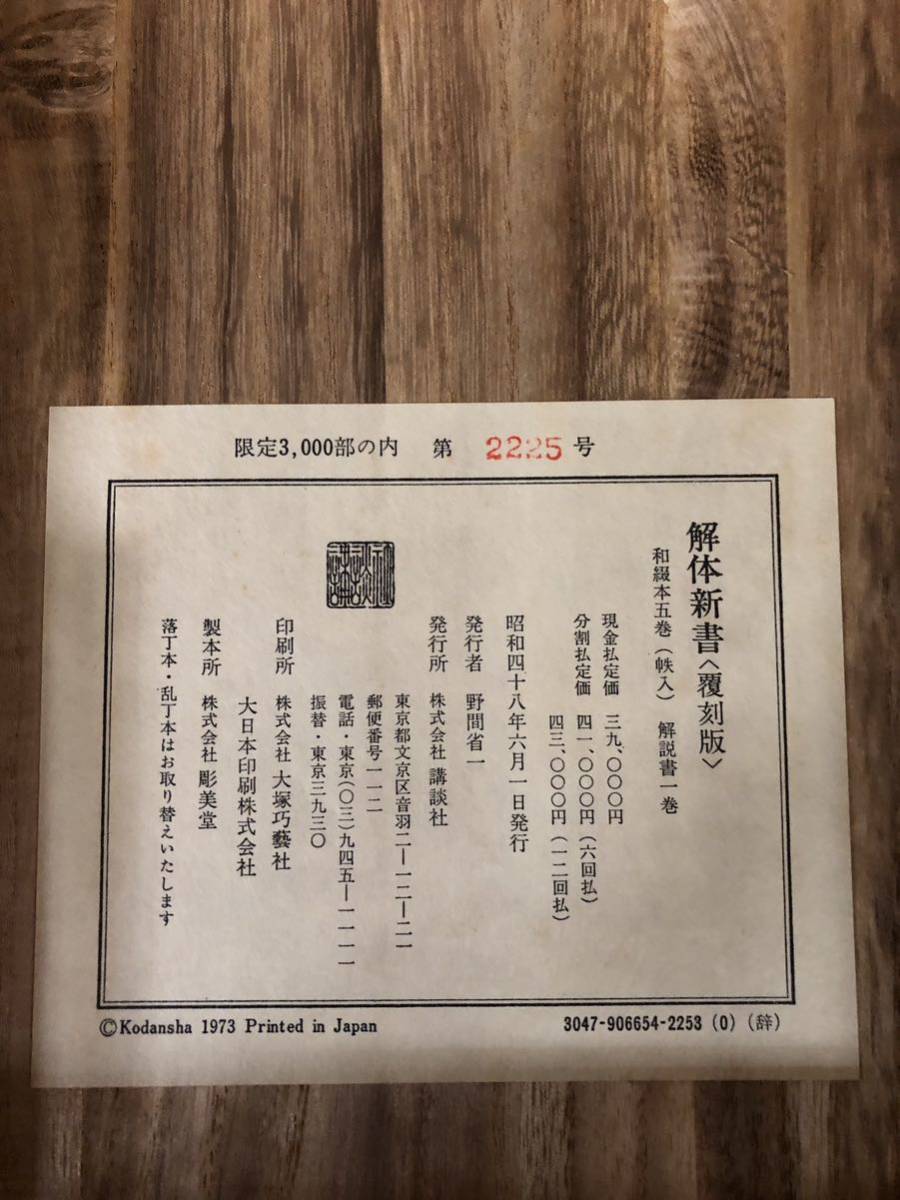 限定3,000部の内 第 2225 号
解体新書〈覆刻版〉
和綴本五巻（帙入） 解説書一巻
現金払定価 三九、〇〇〇円
分割払定価 四一、〇〇〇円（六回払）
四三、〇〇〇円（一二回払）
昭和四十八年六月一日発行
発行者 野間省一
発行所 株式会社 講談社
東京都文京区音羽二―一二―二一
郵便番号一一二
電話・東京（〇三）九四五―一一一一
振替・東京三九三〇
印刷所 株式会社 大塚巧藝社
大日本印刷株式会社
製本所 株式会社 彫美堂
落丁本・乱丁本はお取り替えいたします
©Kodansha 1973 Printed in Japan
3047-906654-2253 (0) (辞)